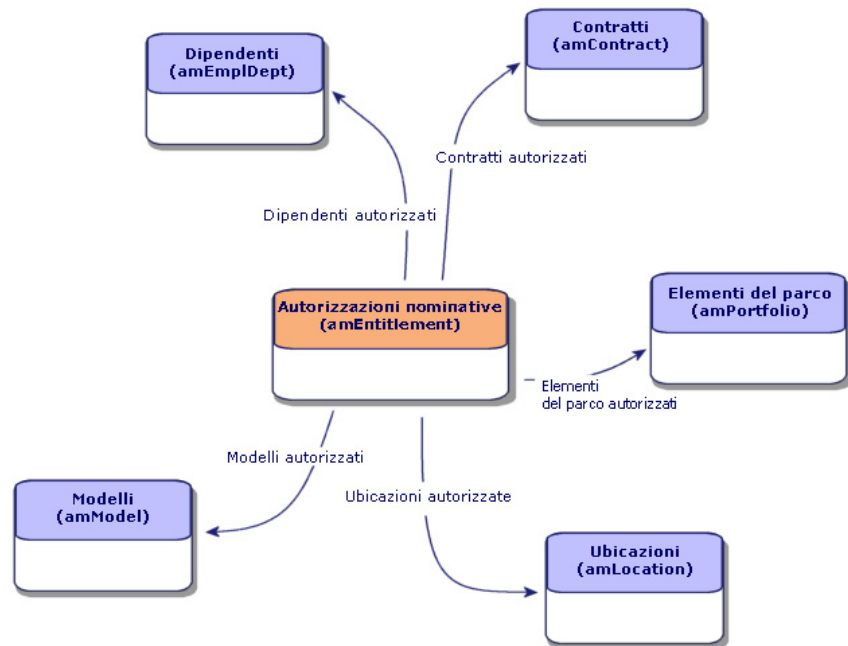 Dipendenti
(amEmplDept)
Contratti
(amContract)
Contratti autorizzati
Dipendenti autorizzati
Autorizzazioni nominative
(amEntitlement)
Elementi del parco
(amPortfolio)
Elementi
del parco autorizzati
Modelli autorizzati
Ubicazioni autorizzate
Modelli
(amModel)
Ubicazioni
(amLocation)